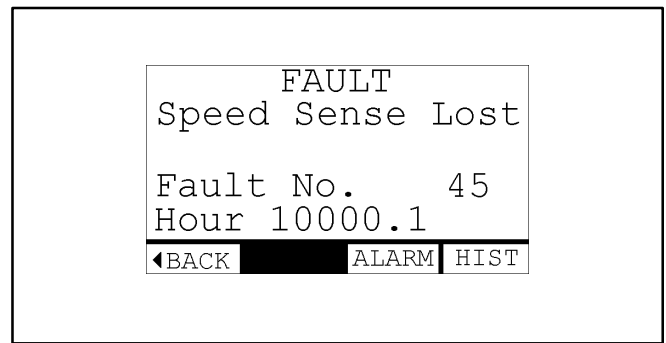 FAULT
Speed Sense Lost
Fault No. 45
Hour 10000.1
◀BACK ALARM HIST